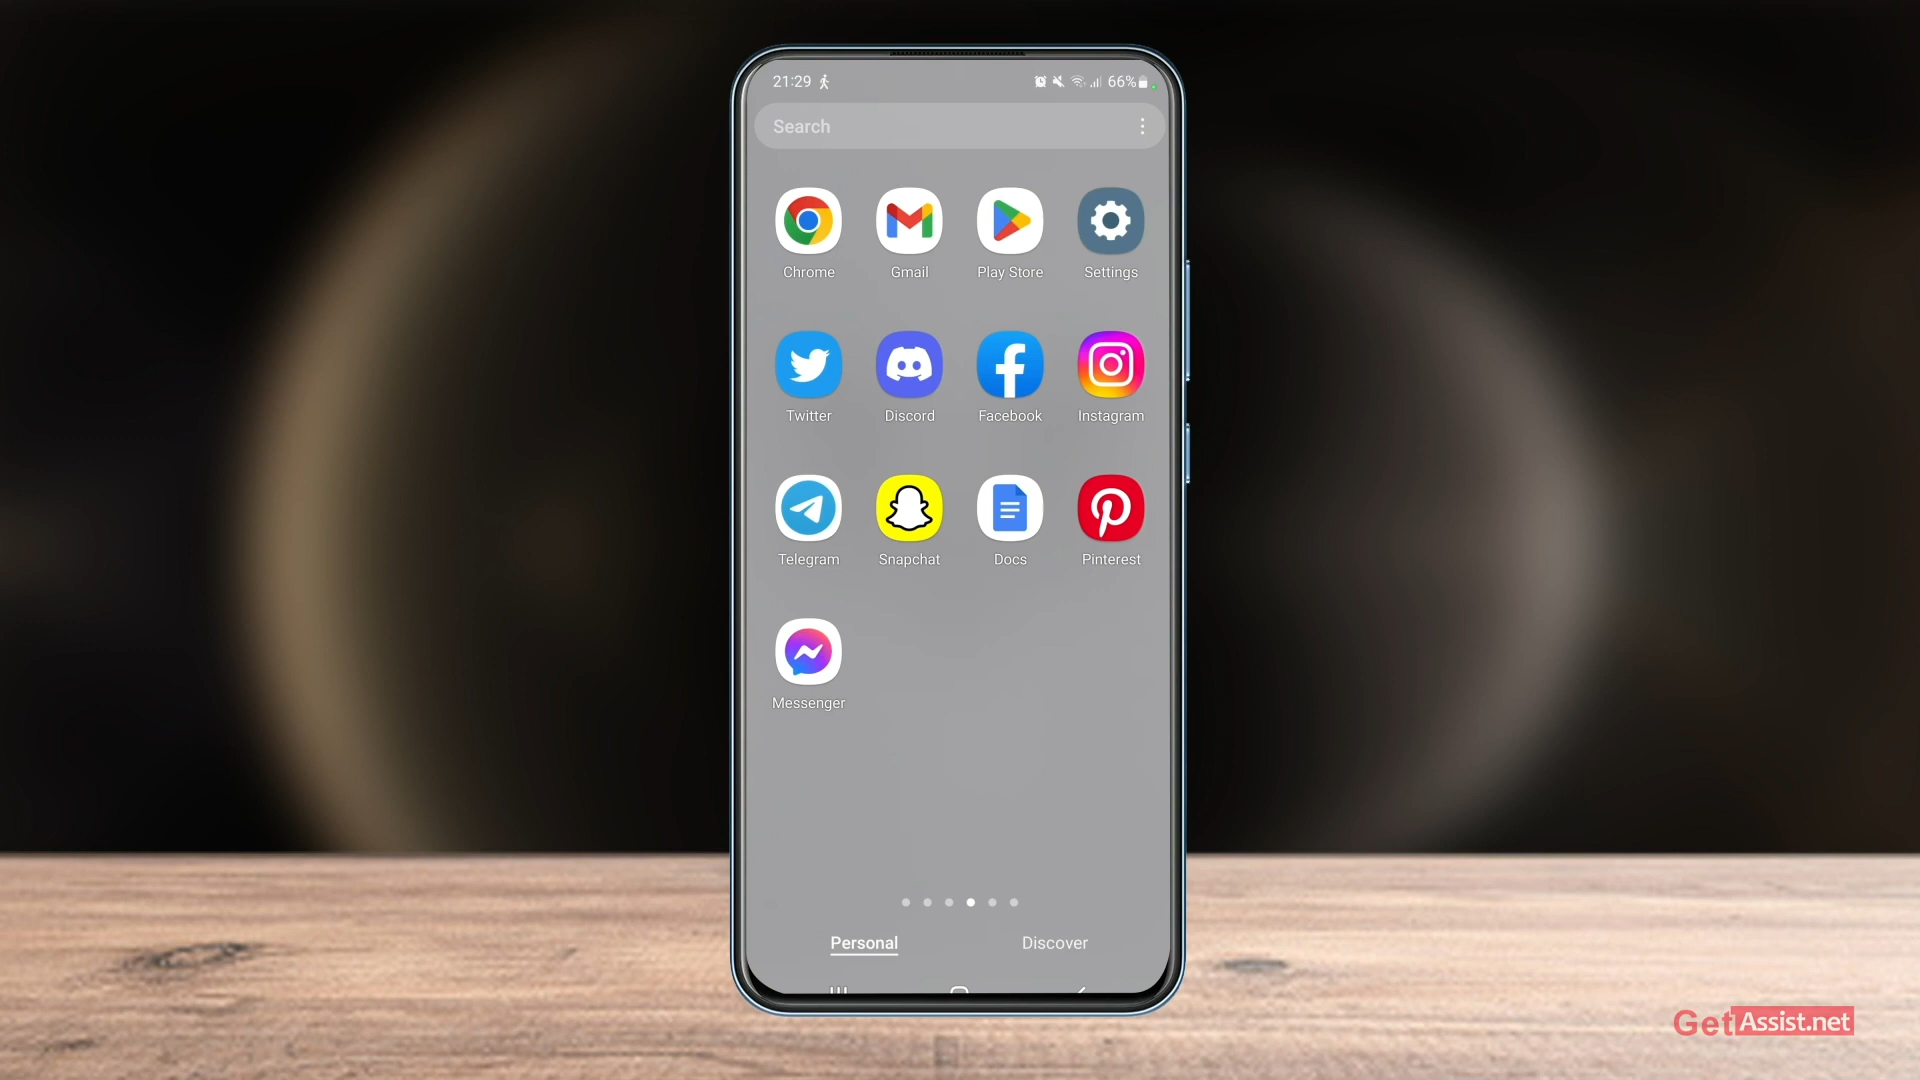 21:29 66%
Search
Chrome Gmail Play Store Settings
Twitter Discord Facebook Instagram
Telegram Snapchat Docs Pinterest
Messenger
Personal Discover
GetAssist.net